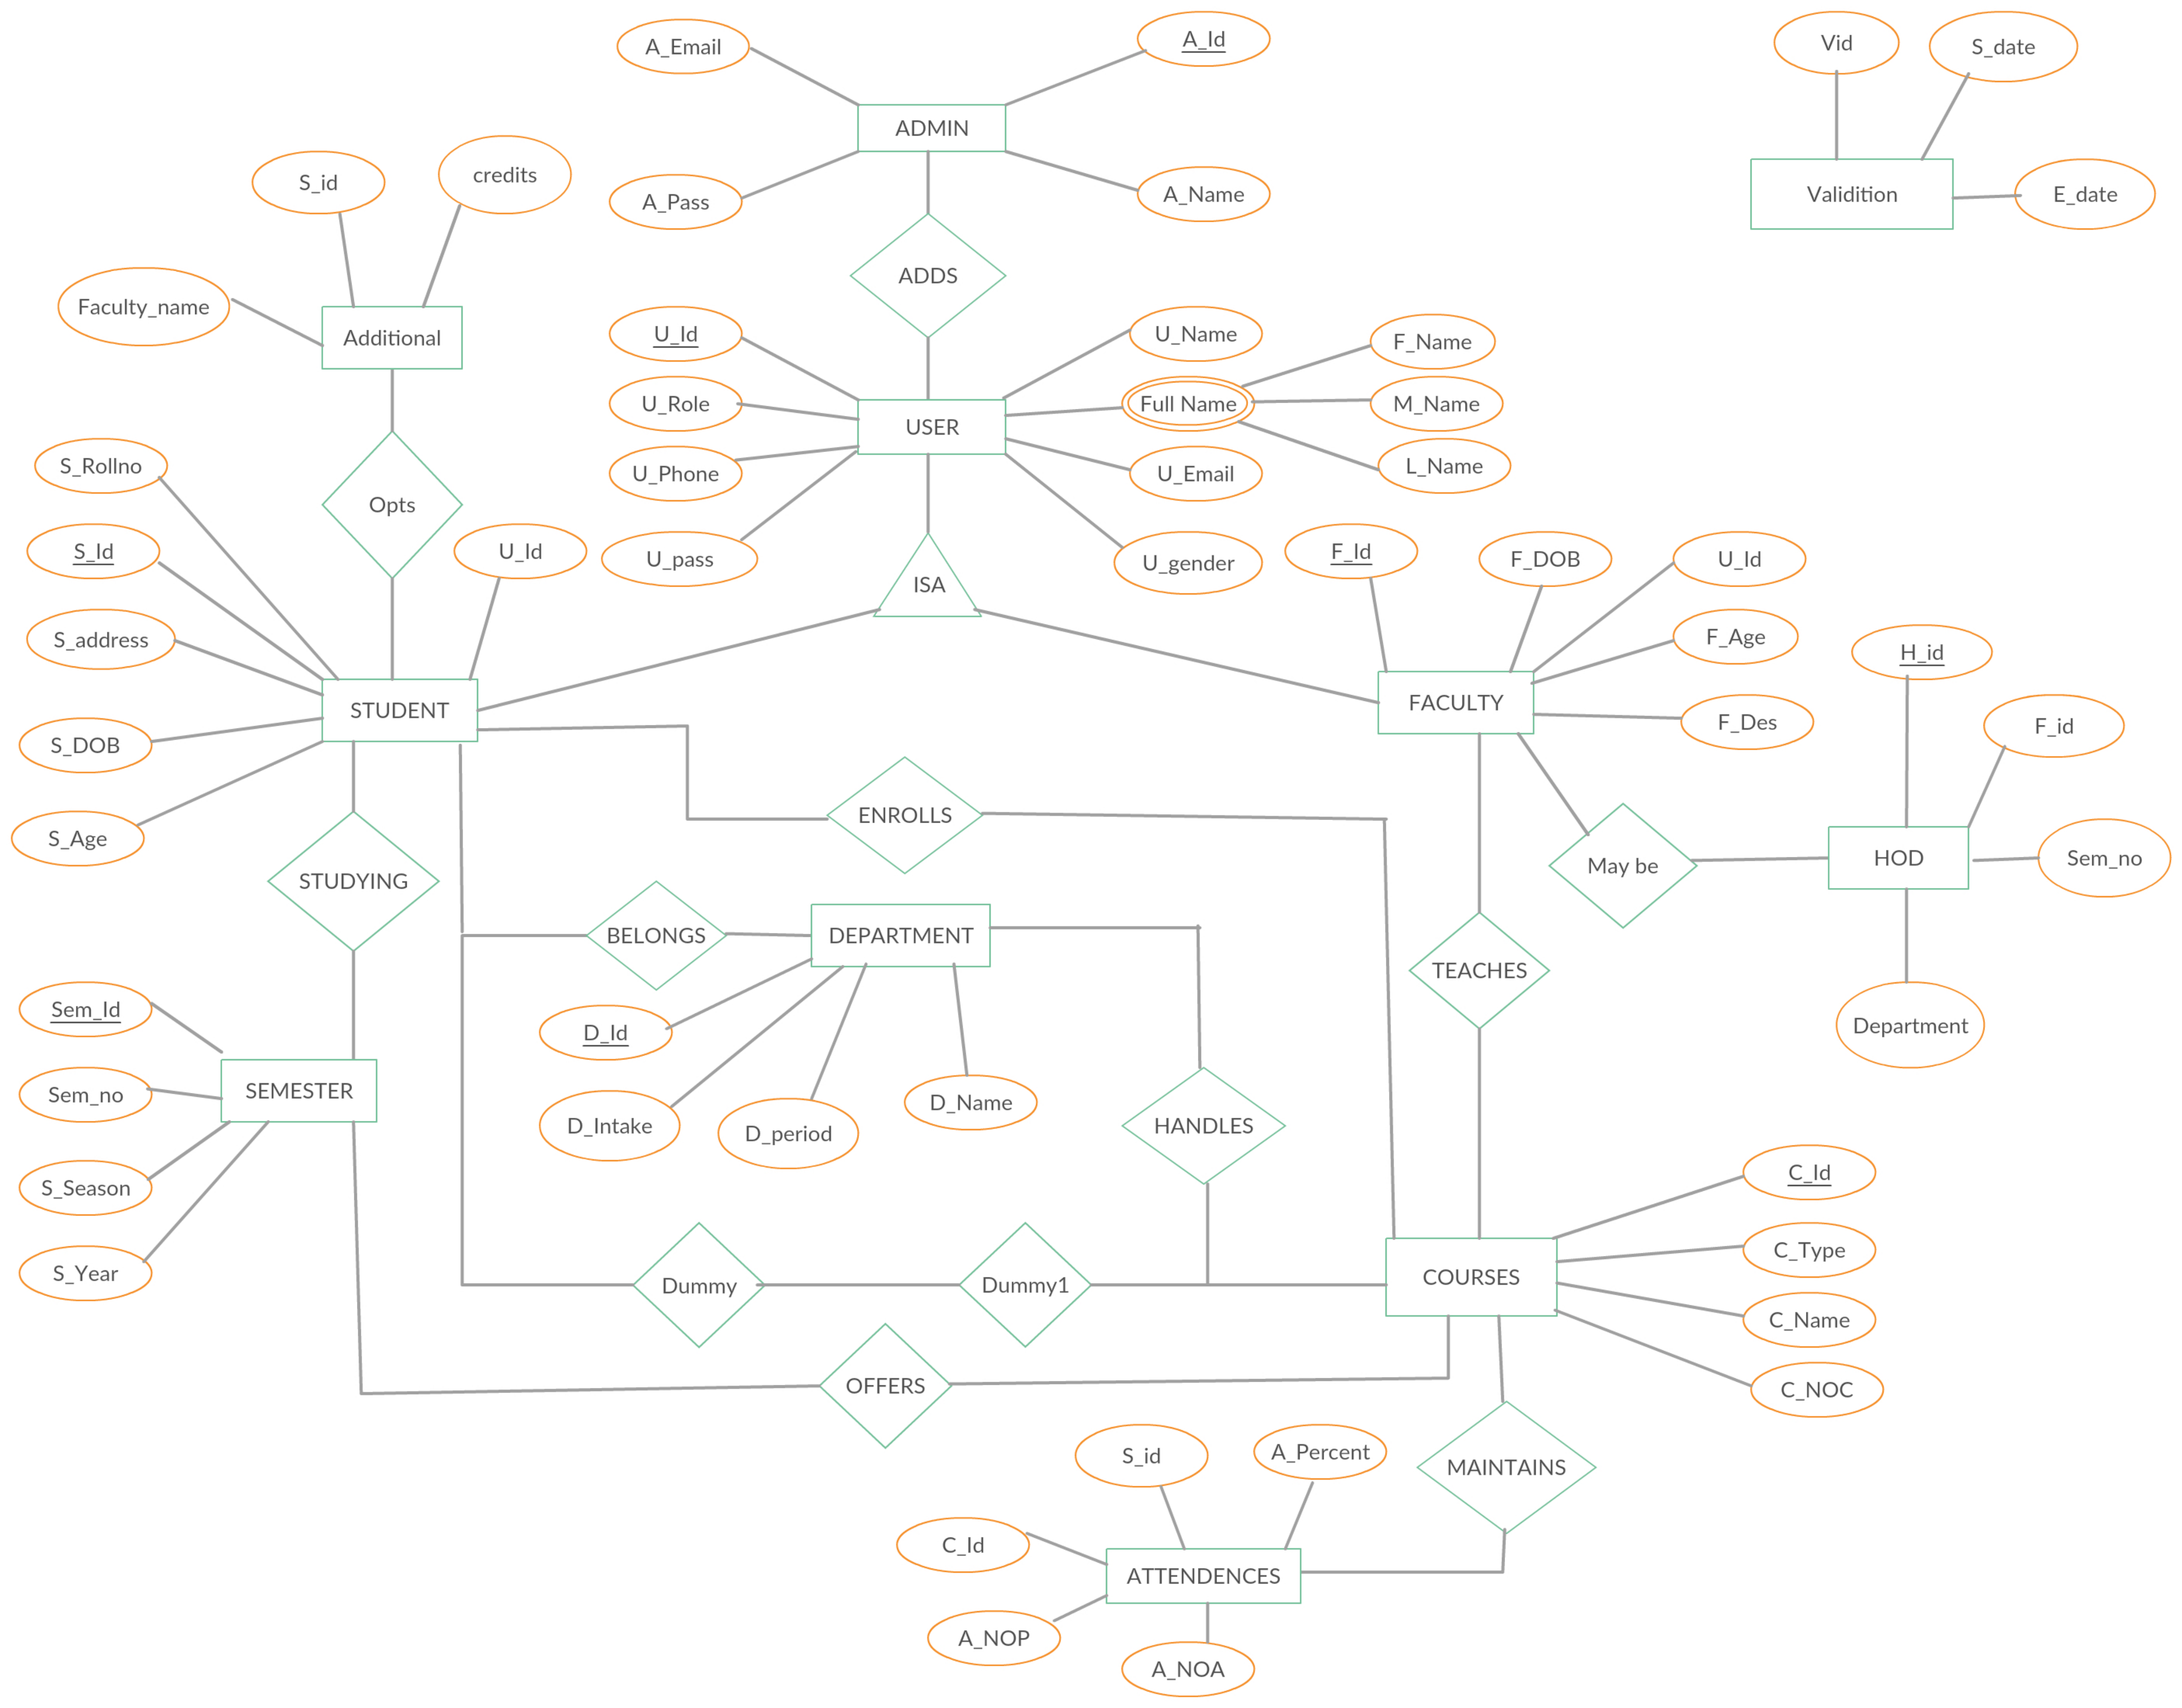 A_Email
A_Id
Vid
S_date
ADMIN
S_id
credits
A_Pass
A_Name
Validition
E_date
Faculty_name
ADDS
Additional
U_Id
U_Name
F_Name
U_Role
Full Name
M_Name
USER
S_Rollno
U_Phone
U_Email
L_Name
Opts
S_Id
U_Id
U_pass
ISA
U_gender
F_Id
F_DOB
U_Id
S_address
F_Age
H_id
STUDENT
FACULTY
F_Des
F_id
S_DOB
S_Age
ENROLLS
May be
HOD
Sem_no
STUDYING
BELONGS
DEPARTMENT
TEACHES
Sem_Id
D_Id
Department
Sem_no
SEMESTER
D_Intake
D_period
D_Name
HANDLES
S_Season
C_Id
S_Year
Dummy
Dummy1
COURSES
C_Type
C_Name
OFFERS
C_NOC
S_id
A_Percent
MAINTAINS
C_Id
ATTENDENCES
A_NOP
A_NOA